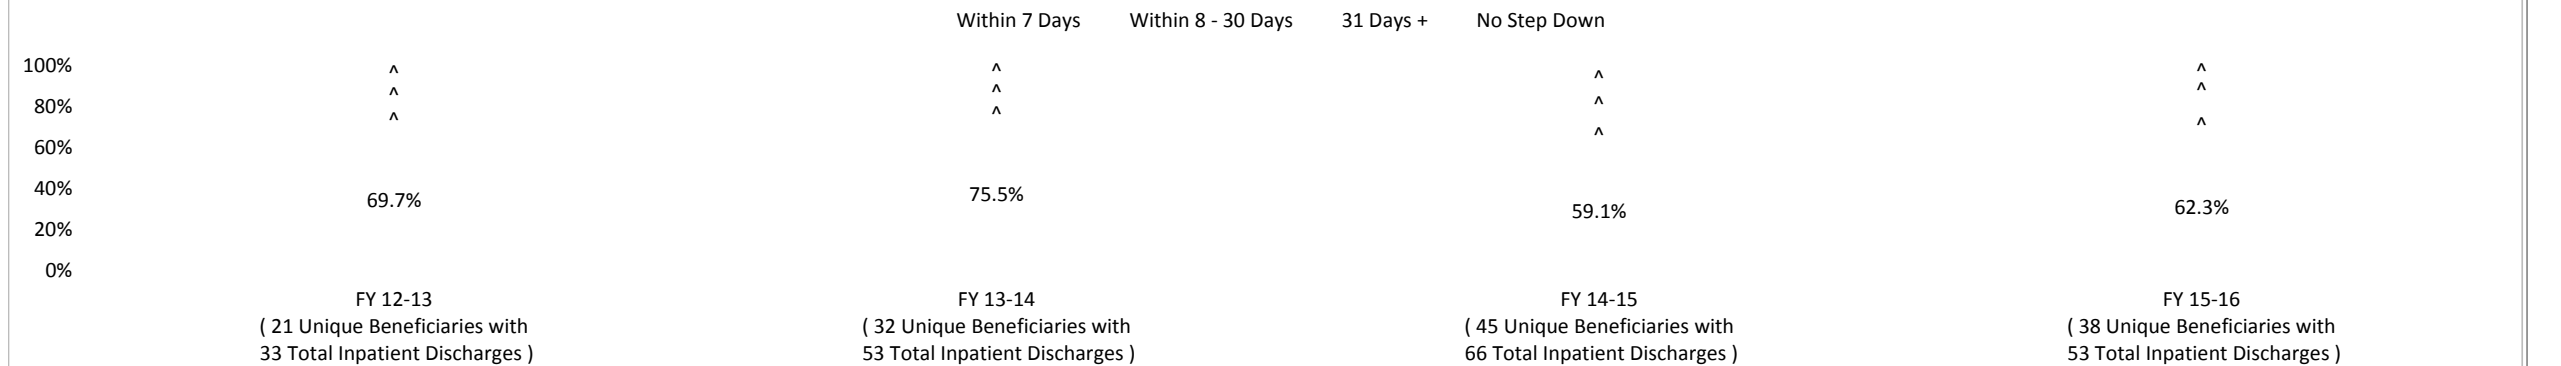 Within 7 Days Within 8 - 30 Days 31 Days + No Step Down
100%
80%
60%
40%
20%
0%
^ ^ ^ ^
^ ^ ^ ^
^ ^ ^ ^
69.7% 75.5% 59.1% 62.3%
FY 12-13 FY 13-14 FY 14-15 FY 15-16
( 21 Unique Beneficiaries with ( 32 Unique Beneficiaries with ( 45 Unique Beneficiaries with ( 38 Unique Beneficiaries with
33 Total Inpatient Discharges ) 53 Total Inpatient Discharges ) 66 Total Inpatient Discharges ) 53 Total Inpatient Discharges )